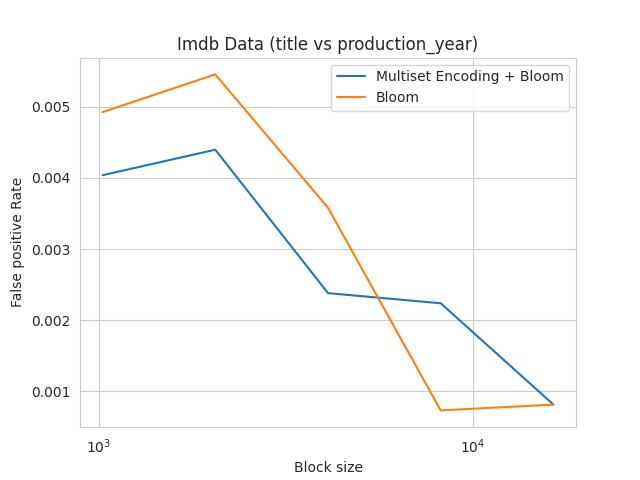 Imdb Data (title vs production_year)
Multiset Encoding + Bloom
Bloom
False positive Rate
0.005
0.004
0.003
0.002
0.001
10³
10⁴
Block size